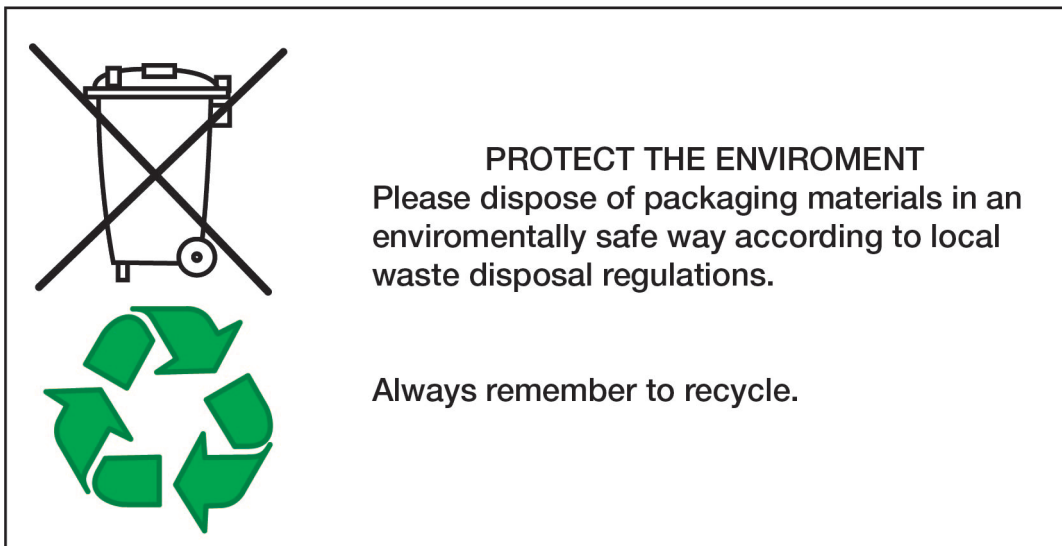 PROTECT THE ENVIROMENT
Please dispose of packaging materials in an
enviromentally safe way according to local
waste disposal regulations.
Always remember to recycle.